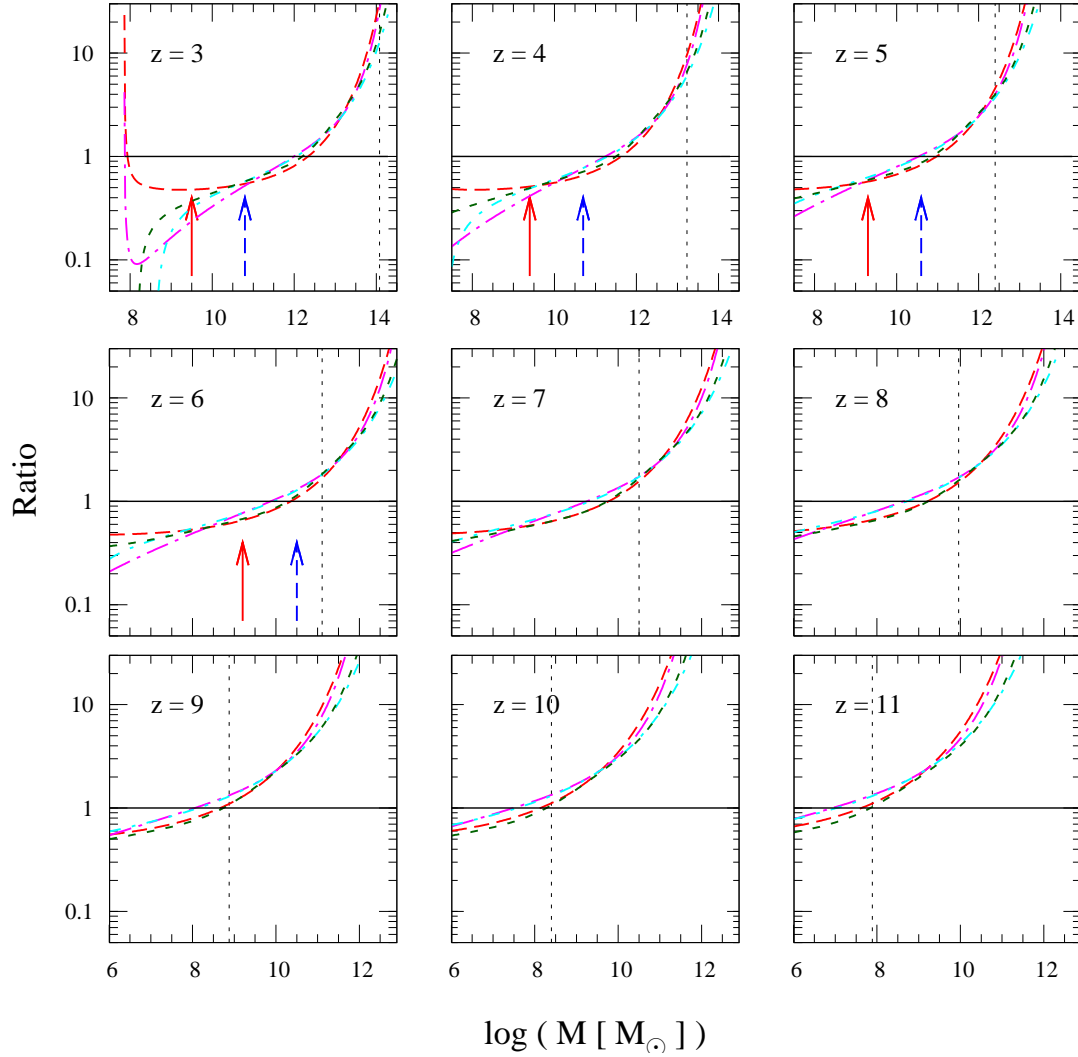 10
1
0.1
z = 3
z = 4
z = 5
8 10 12 14
8 10 12 14
8 10 12 14
10
1
0.1
z = 6
z = 7
z = 8
Ratio
10
1
0.1
z = 9
z = 10
z = 11
6 8 10 12
6 8 10 12
6 8 10 12
log ( M [ M⊙ ] )